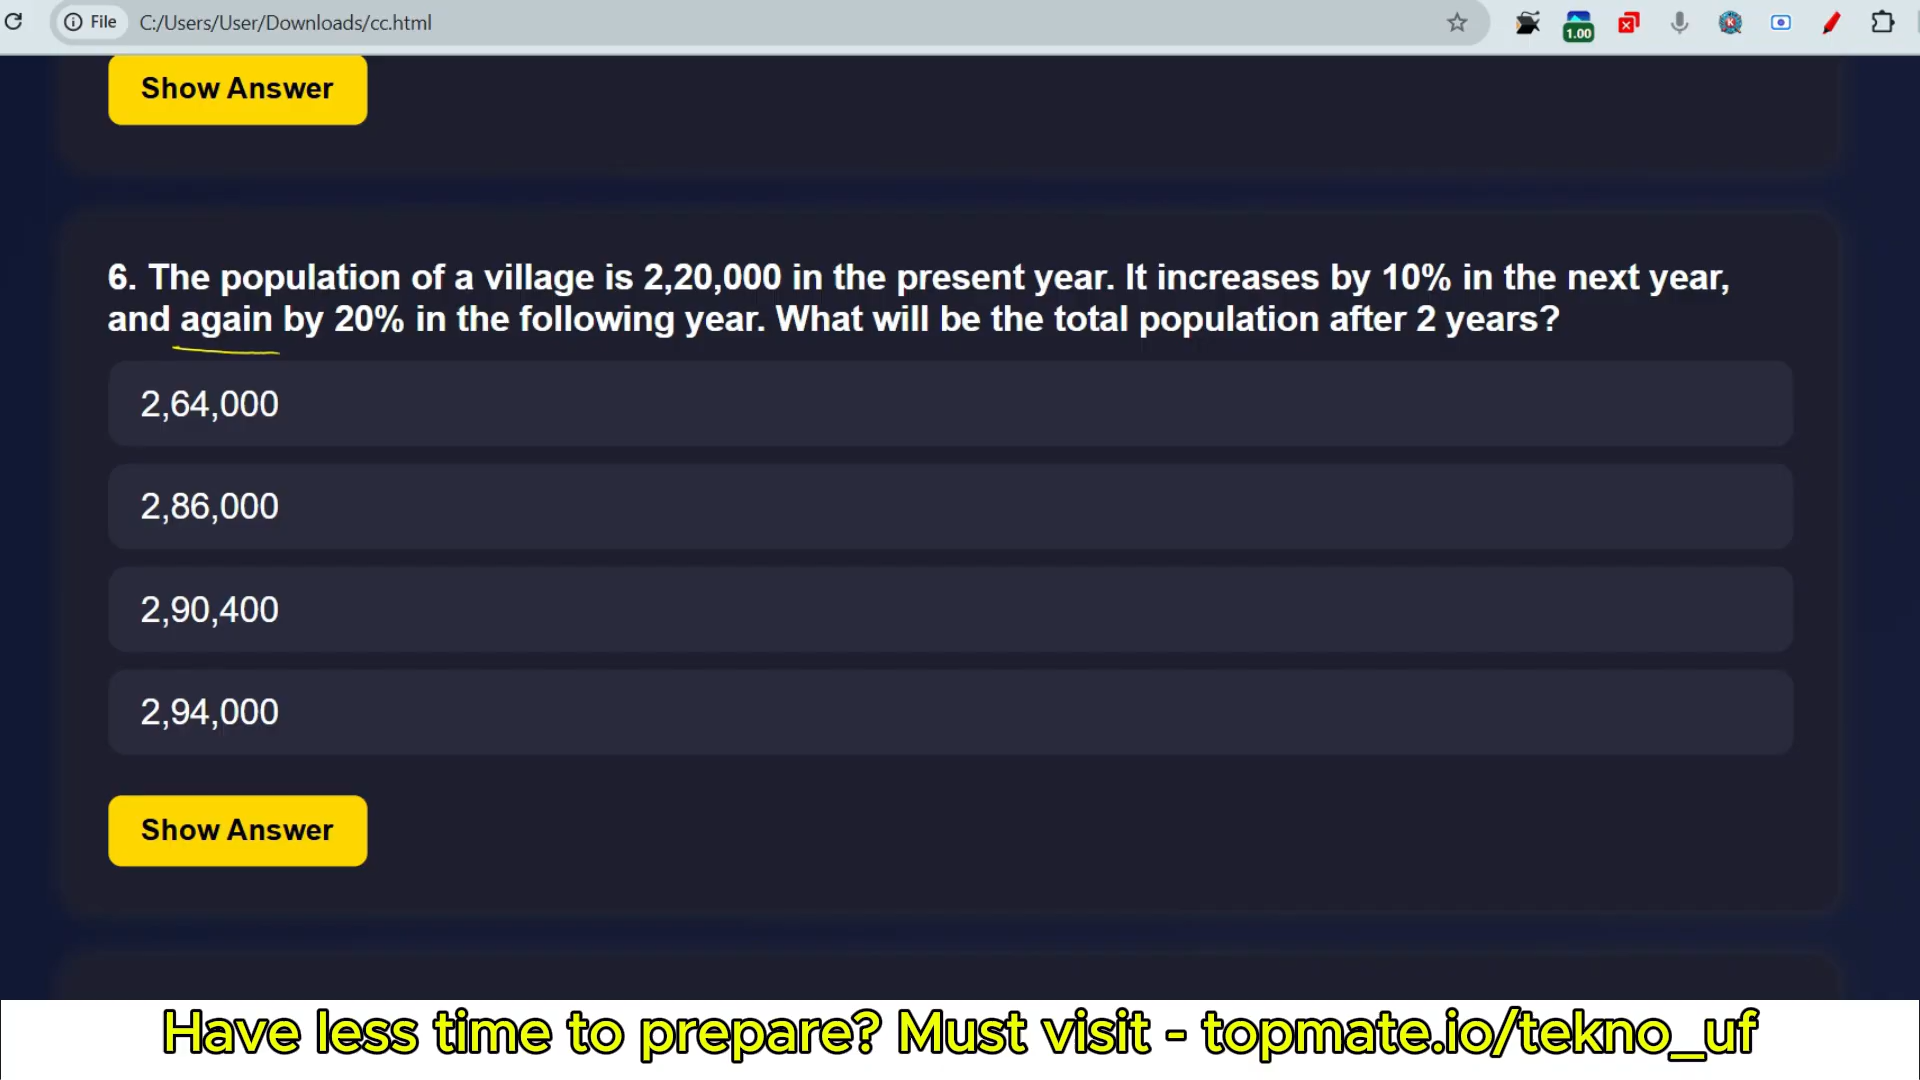 File C:/Users/User/Downloads/cc.html
1.00
Show Answer
6. The population of a village is 2,20,000 in the present year. It increases by 10% in the next year,
and again by 20% in the following year. What will be the total population after 2 years?
2,64,000
2,86,000
2,90,400
2,94,000
Show Answer
Have less time to prepare? Must visit - topmate.io/tekno_uf